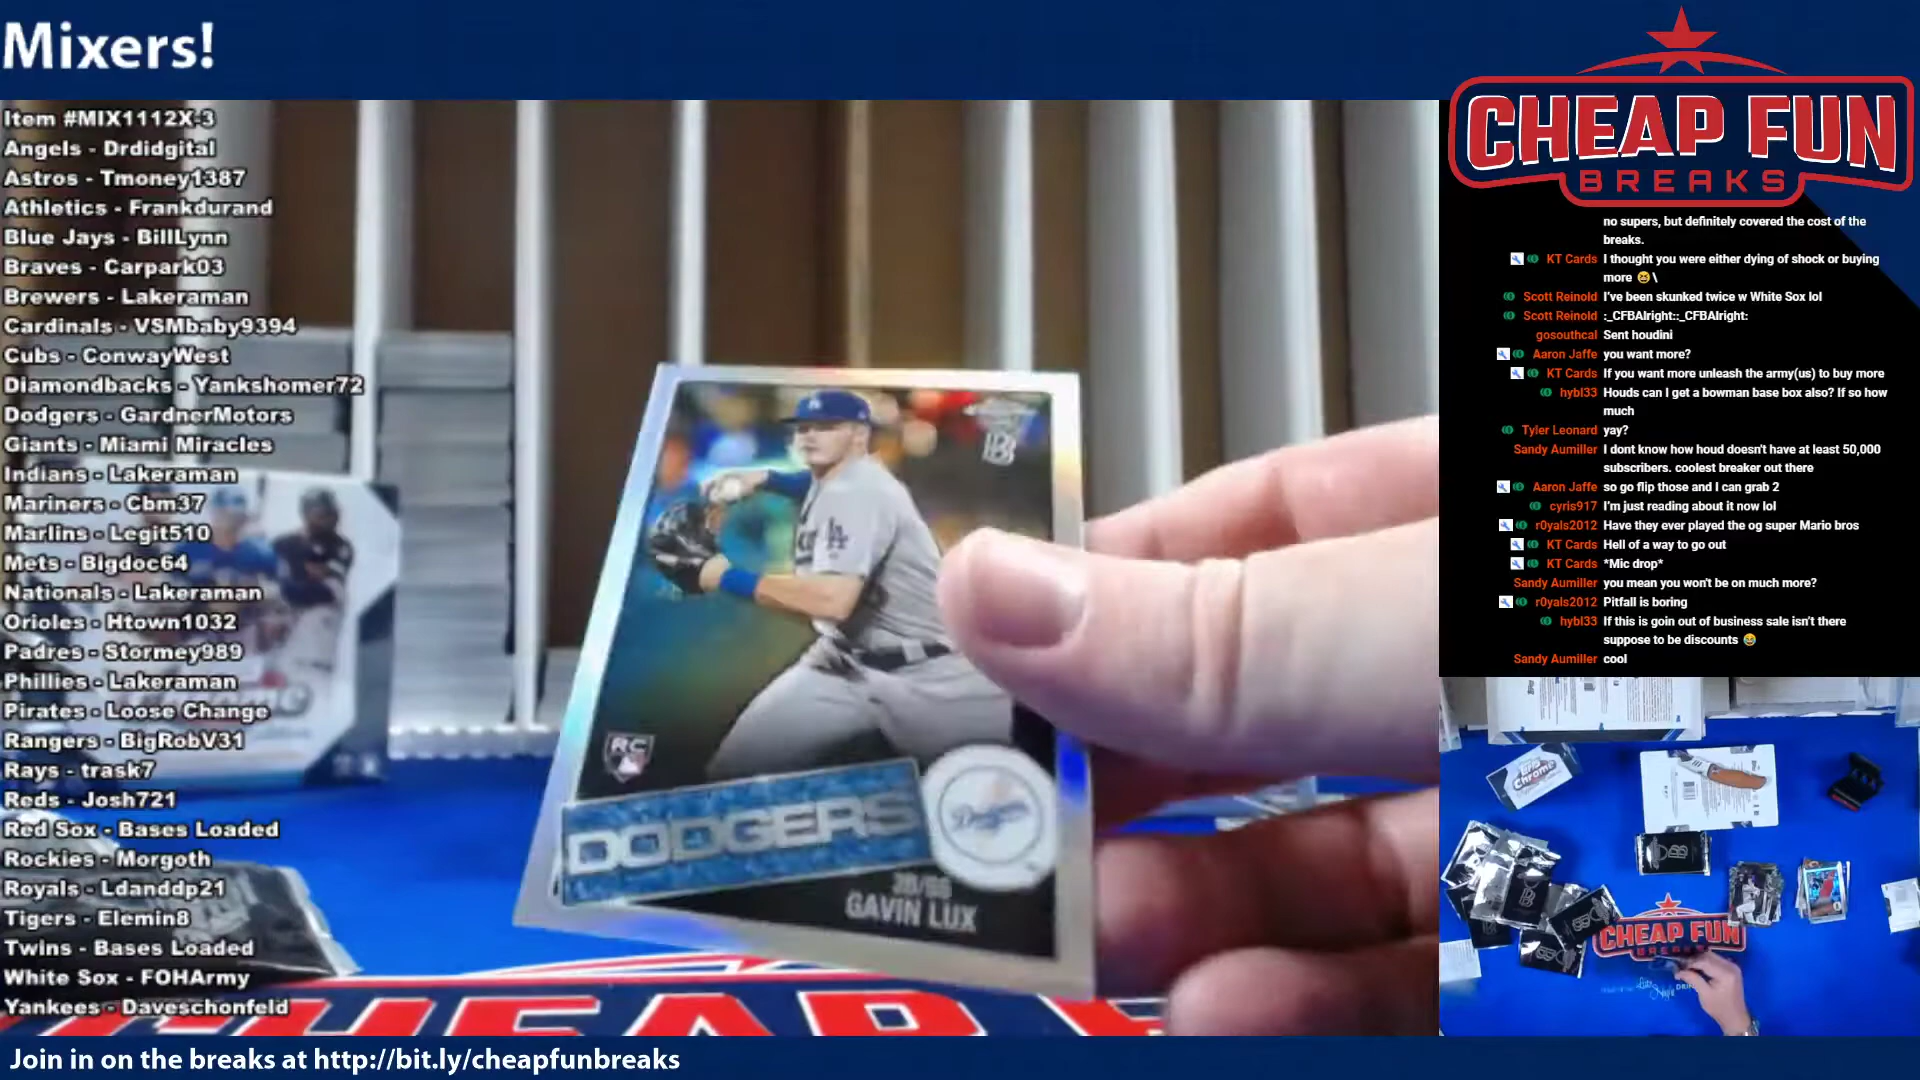 Mixers!
Item #MIX1112X-3
Angels - Drdidgital
Astros - Tmoney1387
Athletics - Frankdurand
Blue Jays - BillLynn
Braves - Carpark03
Brewers - Lakeraman
Cardinals - VSMbaby9394
Cubs - ConwayWest
Diamondbacks - Yankshomer72
Dodgers - GardnerMotors
Giants - Miami Miracles
Indians - Lakeraman
Mariners - Cbm37
Marlins - Legit510
Mets - Bigdoc64
Nationals - Lakeraman
Orioles - Htown1032
Padres - Stormey989
Phillies - Lakeraman
Pirates - Loose Change
Rangers - BigRobV31
Rays - trask7
Reds - Josh721
Red Sox - Bases Loaded
Rockies - Morgoth
Royals - Ldanddp21
Tigers - Elemin8
Twins - Bases Loaded
White Sox - FOHArmy
Yankees - Daveschonfeld
RC
DODGERS
Dodgers
GAVIN LUX
CHEAP
CHEAP FUN
BREAKS
no supers, but definitely covered the cost of the
breaks.
KT Cards I thought you were either dying of shock or buying
more 😆\
Scott Reinold I've been skunked twice w White Sox lol
Scott Reinold :_CFBAlright::_CFBAlright:
gosouthcal Sent houdini
Aaron Jaffe you want more?
KT Cards If you want more unleash the army(us) to buy more
hybl33 Houds can I get a bowman base box also? If so how
much
Tyler Leonard yay?
Sandy Aumiller I dont know how houd doesn't have at least 50,000
subscribers. coolest breaker out there
Aaron Jaffe so go flip those and I can grab 2
cyris917 I'm just reading about it now lol
r0yals2012 Have they ever played the og super Mario bros
KT Cards Hell of a way to go out
KT Cards *Mic drop*
Sandy Aumiller you mean you won't be on much more?
r0yals2012 Pitfall is boring
hybl33 If this is goin out of business sale isn't there
suppose to be discounts 😂
Sandy Aumiller cool
Chrome
CHEAP FUN
Join in on the breaks at http://bit.ly/cheapfunbreaks